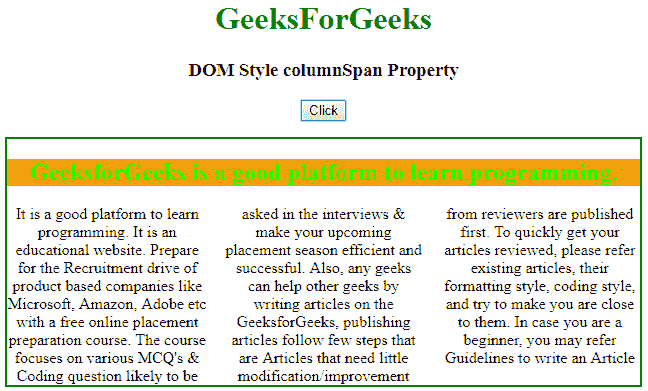 GeeksForGeeks
DOM Style columnSpan Property
Click
GeeksforGeeks is a good platform to learn programming.
It is a good platform to learn
programming. It is an
educational website. Prepare
for the Recruitment drive of
product based companies like
Microsoft, Amazon, Adobe etc
with a free online placement
preparation course. The course
focuses on various MCQ's &
Coding question likely to be
asked in the interviews &
make your upcoming
placement season efficient and
successful. Also, any geeks
can help other geeks by
writing articles on the
GeeksforGeeks, publishing
articles follow few steps that
are Articles that need little
modification/improvement
from reviewers are published
first. To quickly get your
articles reviewed, please refer
existing articles, their
formatting style, coding style,
and try to make you are close
to them. In case you are a
beginner, you may refer
Guidelines to write an Article